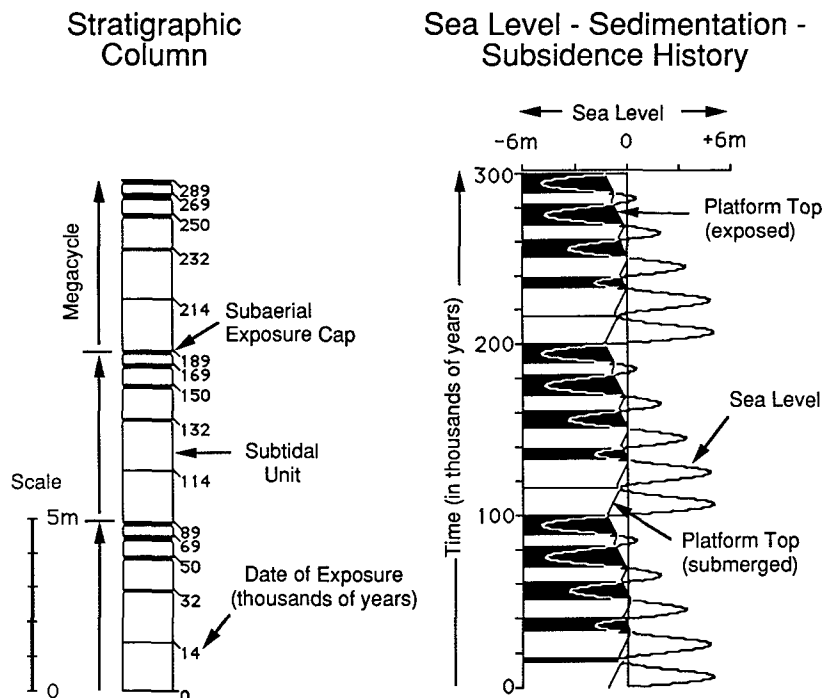 Stratigraphic
Column
Sea Level - Sedimentation -
Subsidence History
Sea Level
-6m
0
+6m
Megacycle
289
269
250
232
214
Subaerial
Exposure Cap
189
169
150
132
114
Subtidal
Unit
Scale
5m
89
69
50
32
14
0
0
Date of Exposure
(thousands of years)
Time (in thousands of years)
300
200
100
0
Platform Top
(exposed)
Sea Level
Platform Top
(submerged)